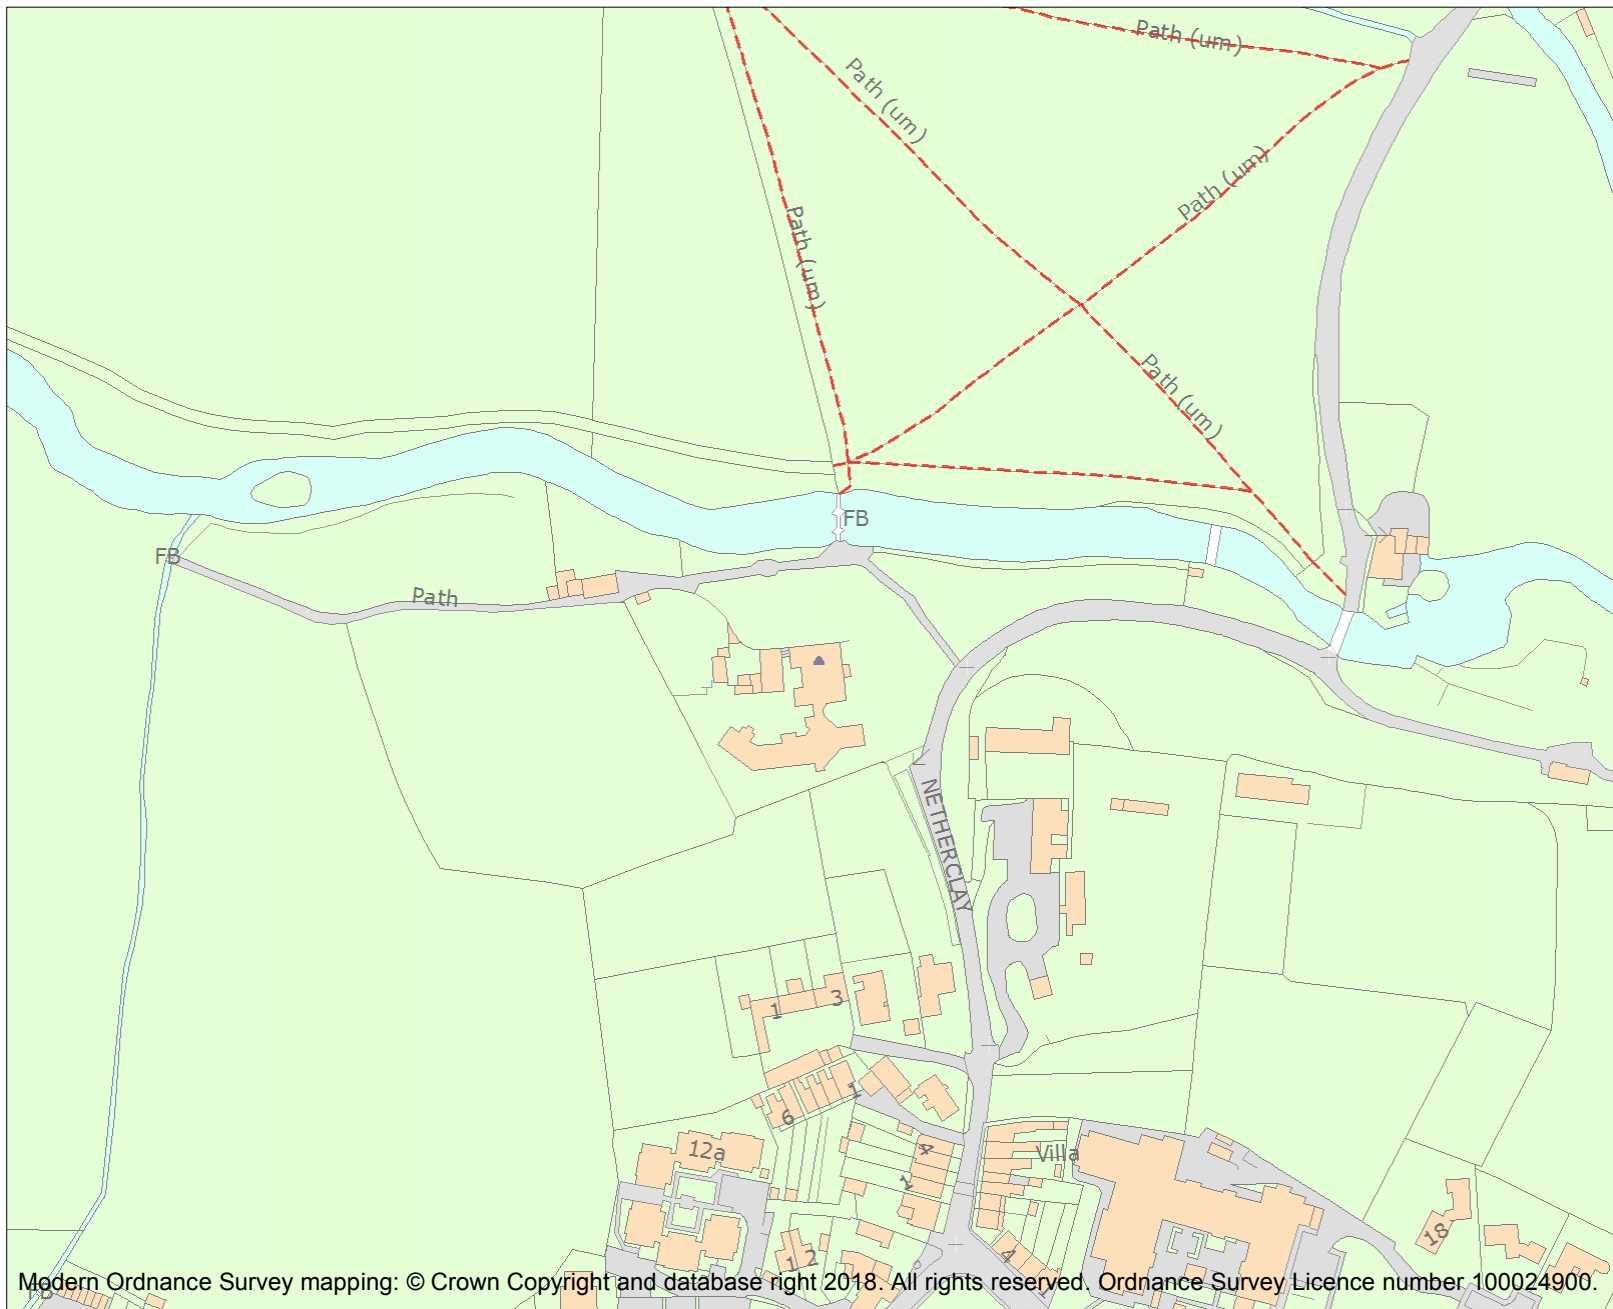 Path (um)
Path (um)
Path (um)
Path (um)
Path (um)
FB
FB
Path
NETHERCLAY
1
3
1
6
12a
4
1
Villa
1
2
4
1
18
FB
Modern Ordnance Survey mapping: © Crown Copyright and database right 2018. All rights reserved. Ordnance Survey Licence number 100024900.